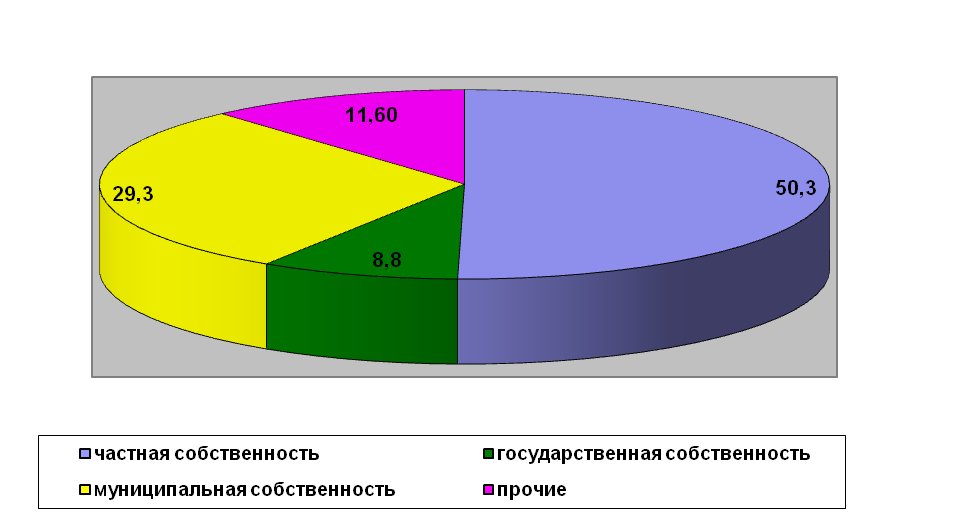 11,60
50,3
29,3
8,8
частная собственность
государственная собственность
муниципальная собственность
прочие